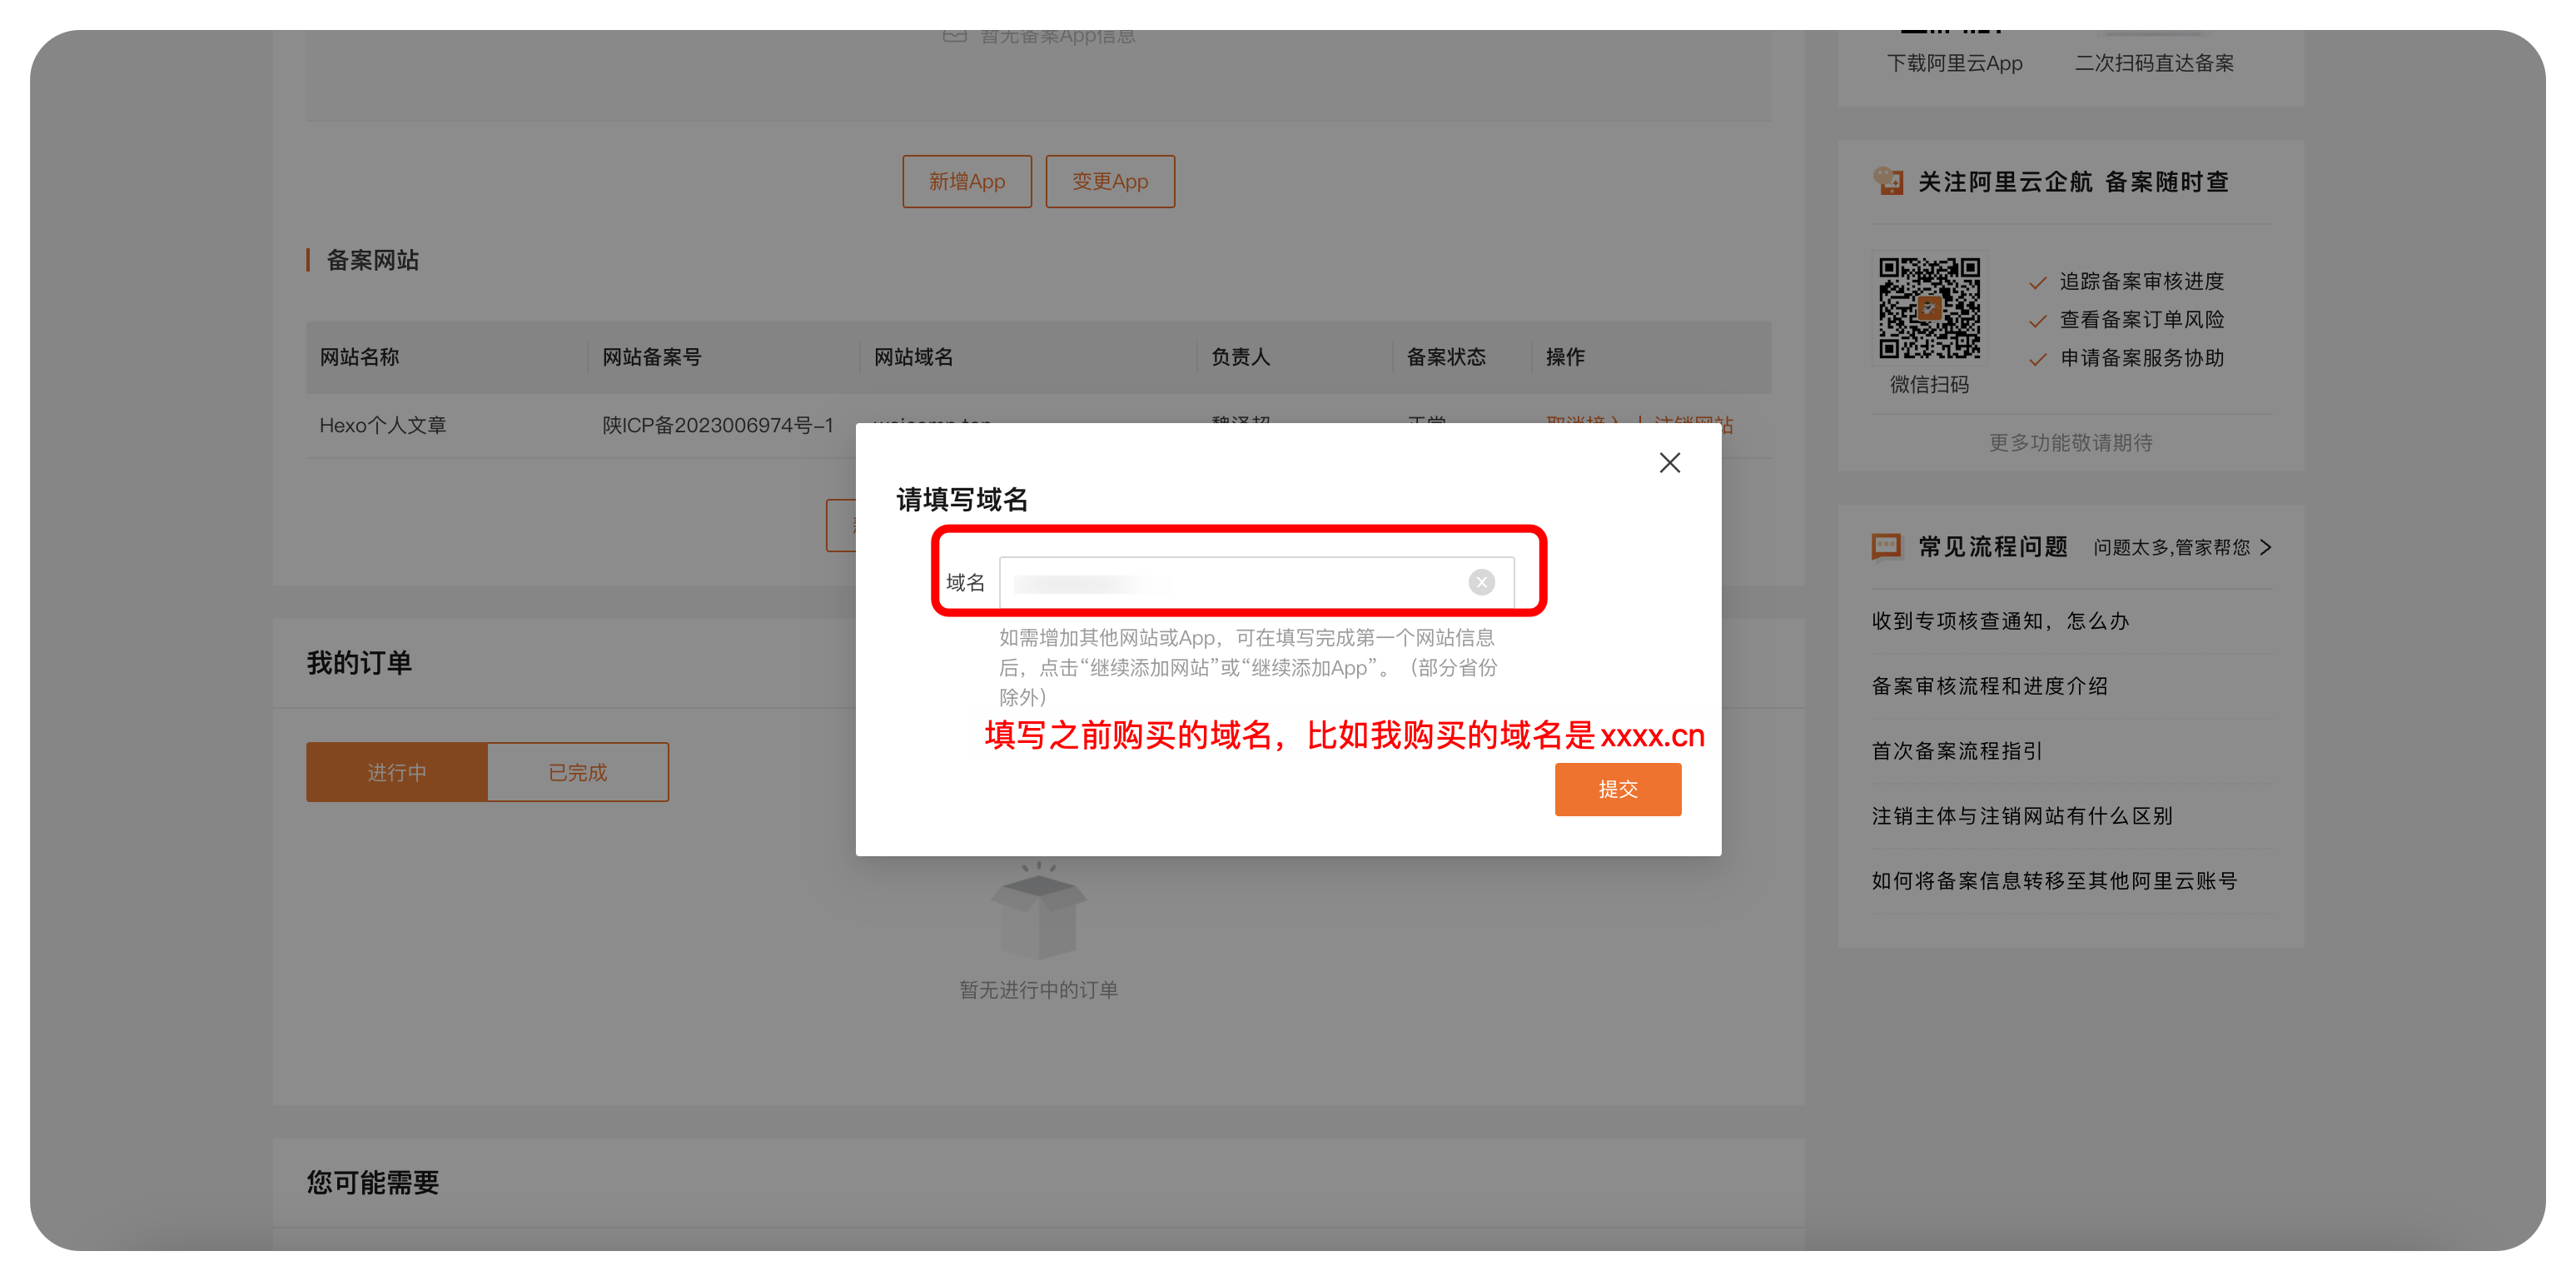 暂无备案App信息
新增App
变更App
备案网站
网站名称
网站备案号
网站域名
负责人
备案状态
操作
Hexo个人文章
陕ICP备2023006974号-1
正常
取消接入 | 注销网站
请填写域名
域名
如需增加其他网站或App，可在填写完成第一个网站信息
后，点击“继续添加网站”或“继续添加App”。（部分省份
除外）
填写之前购买的域名，比如我购买的域名是xxxx.cn
提交
我的订单
进行中
已完成
暂无进行中的订单
您可能需要
下载阿里云App
二次扫码直达备案
关注阿里云企航 备案随时查
追踪备案审核进度
查看备案订单风险
申请备案服务协助
微信扫码
更多功能敬请期待
常见流程问题
问题太多,管家帮您
收到专项核查通知，怎么办
备案审核流程和进度介绍
首次备案流程指引
注销主体与注销网站有什么区别
如何将备案信息转移至其他阿里云账号